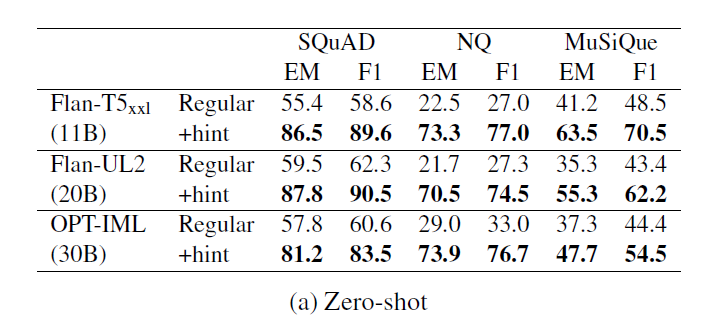 SQuAD NQ MuSiQue
EM F1 EM F1 EM F1
Flan-T5xxl Regular 55.4 58.6 22.5 27.0 41.2 48.5
(11B) +hint 86.5 89.6 73.3 77.0 63.5 70.5
Flan-UL2 Regular 59.5 62.3 21.7 27.3 35.3 43.4
(20B) +hint 87.8 90.5 70.5 74.5 55.3 62.2
OPT-IML Regular 57.8 60.6 29.0 33.0 37.3 44.4
(30B) +hint 81.2 83.5 73.9 76.7 47.7 54.5
(a) Zero-shot